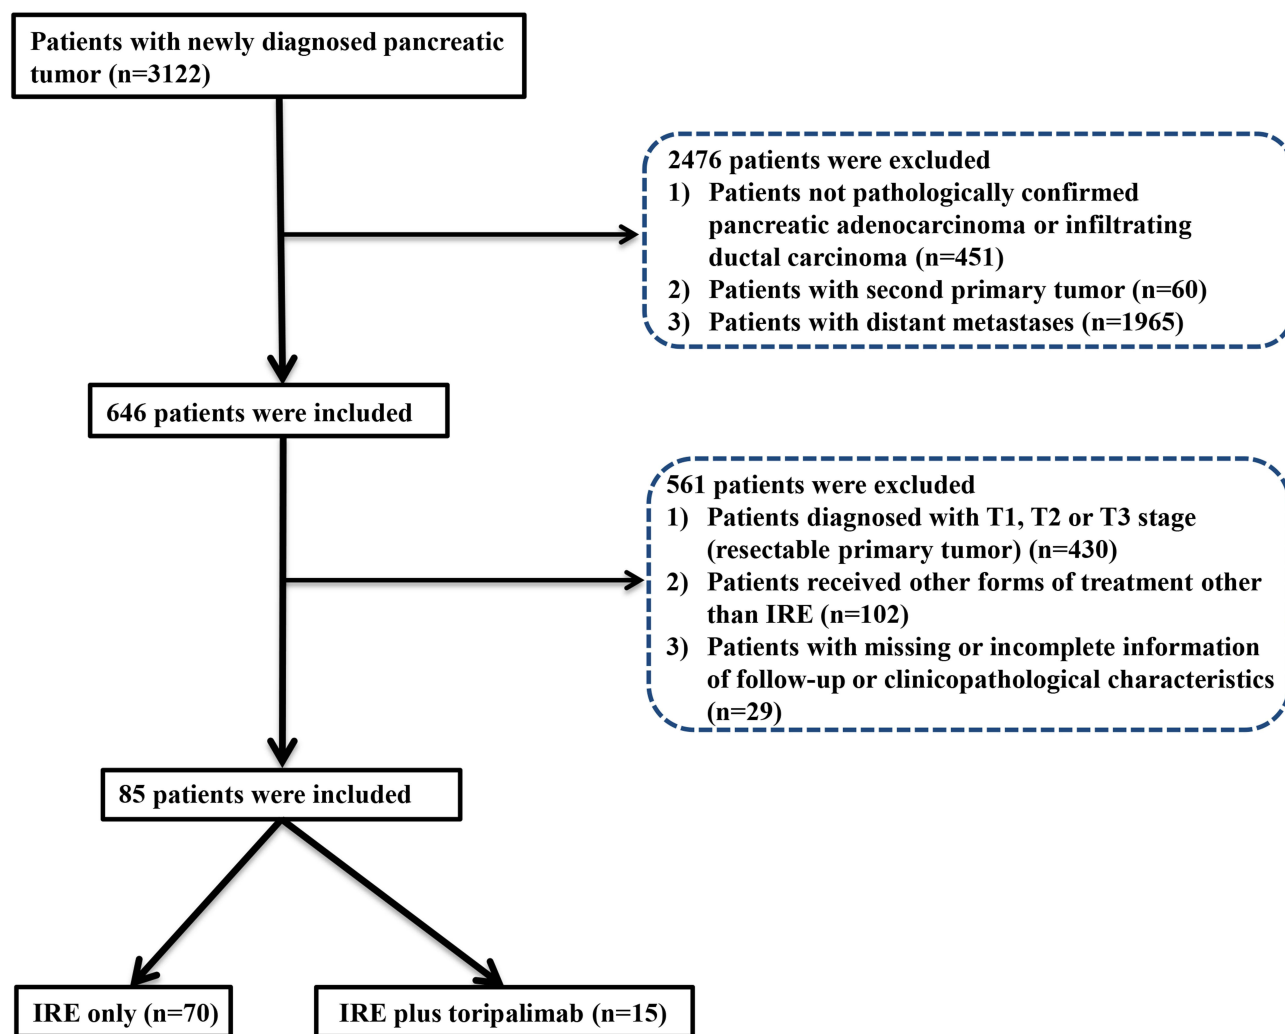 Patients with newly diagnosed pancreatic
tumor (n=3122)
2476 patients were excluded
1) Patients not pathologically confirmed
pancreatic adenocarcinoma or infiltrating
ductal carcinoma (n=451)
2) Patients with second primary tumor (n=60)
3) Patients with distant metastases (n=1965)
646 patients were included
561 patients were excluded
1) Patients diagnosed with T1, T2 or T3 stage
(resectable primary tumor) (n=430)
2) Patients received other forms of treatment other
than IRE (n=102)
3) Patients with missing or incomplete information
of follow-up or clinicopathological characteristics
(n=29)
85 patients were included
IRE only (n=70)
IRE plus toripalimab (n=15)